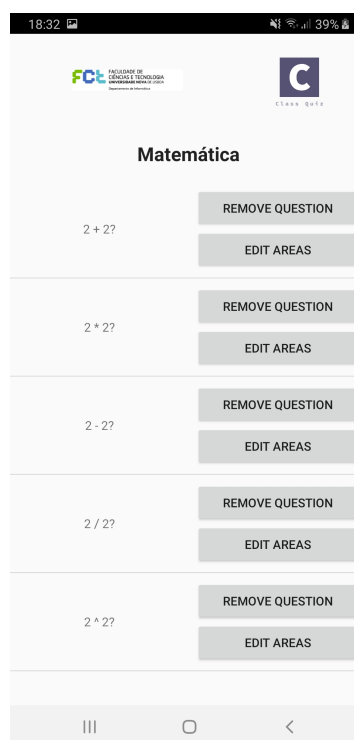 18:32
39%
FCT
FACULDADE DE
CIÊNCIAS E TECNOLOGIA
UNIVERSIDADE NOVA DE LISBOA
Departamento de Informática
C
Class Quiz
Matemática
2 + 2?
REMOVE QUESTION
EDIT AREAS
2 * 2?
REMOVE QUESTION
EDIT AREAS
2 - 2?
REMOVE QUESTION
EDIT AREAS
2 / 2?
REMOVE QUESTION
EDIT AREAS
2 ^ 2?
REMOVE QUESTION
EDIT AREAS